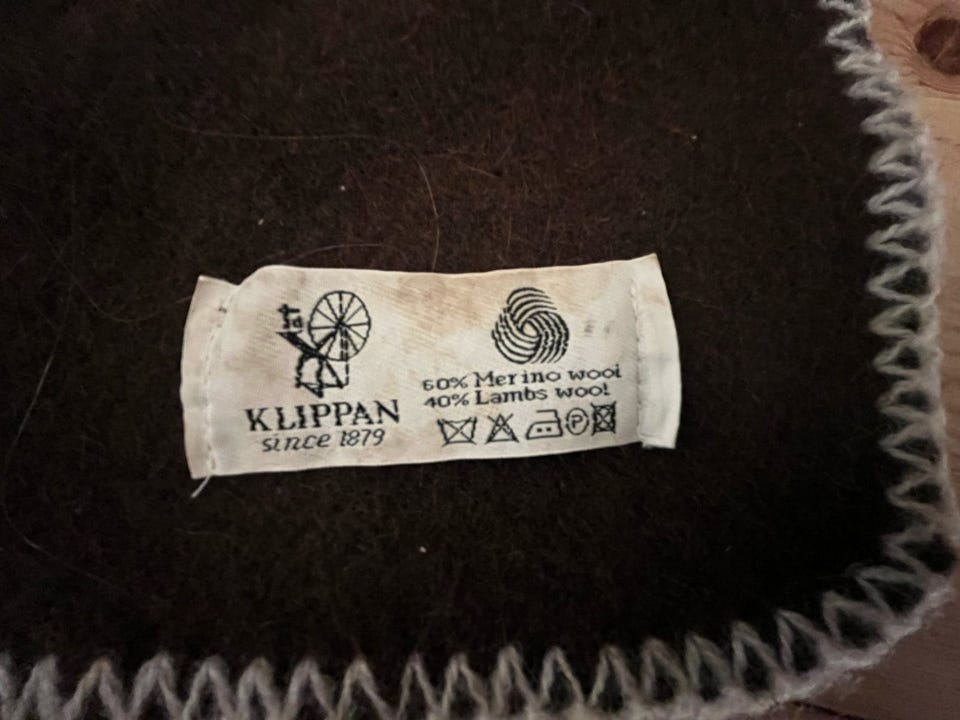 KLIPPAN
since 1879
60% Merino wool
40% Lambs wool
P